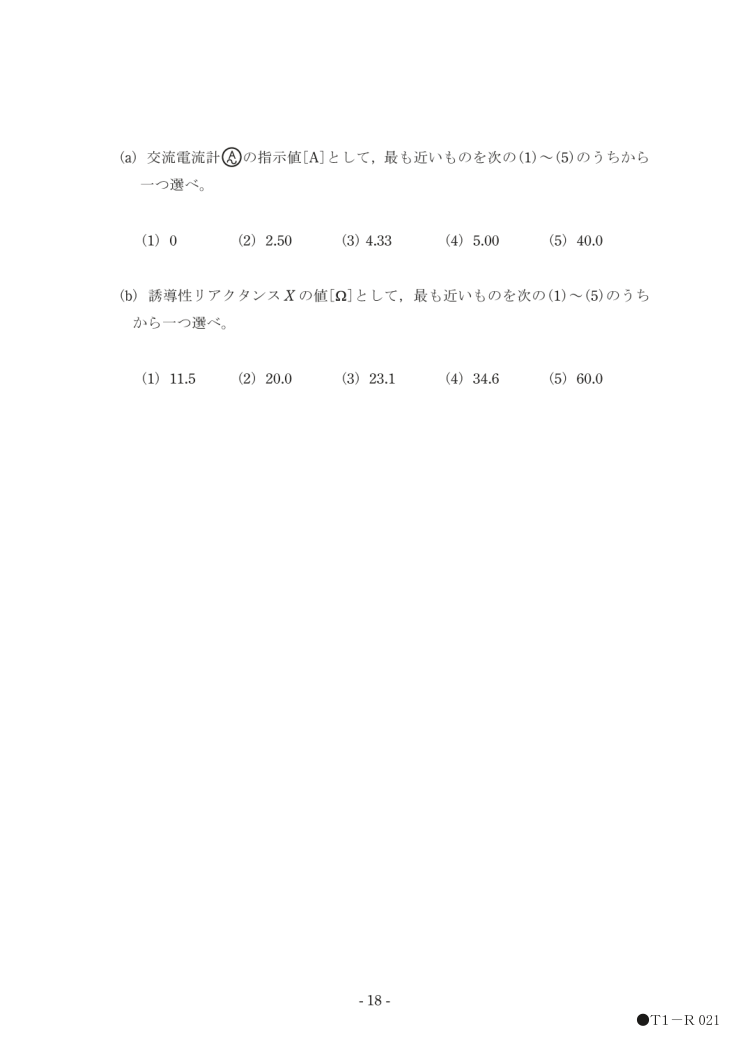 (a) 交流電流計Ⓐの指示値[A]として，最も近いものを次の(1)～(5)のうちから
一つ選べ。
(1) 0 (2) 2.50 (3) 4.33 (4) 5.00 (5) 40.0
(b) 誘導性リアクタンス X の値[Ω]として，最も近いものを次の(1)～(5)のうち
から一つ選べ。
(1) 11.5 (2) 20.0 (3) 23.1 (4) 34.6 (5) 60.0
- 18 -
●T1－R 021